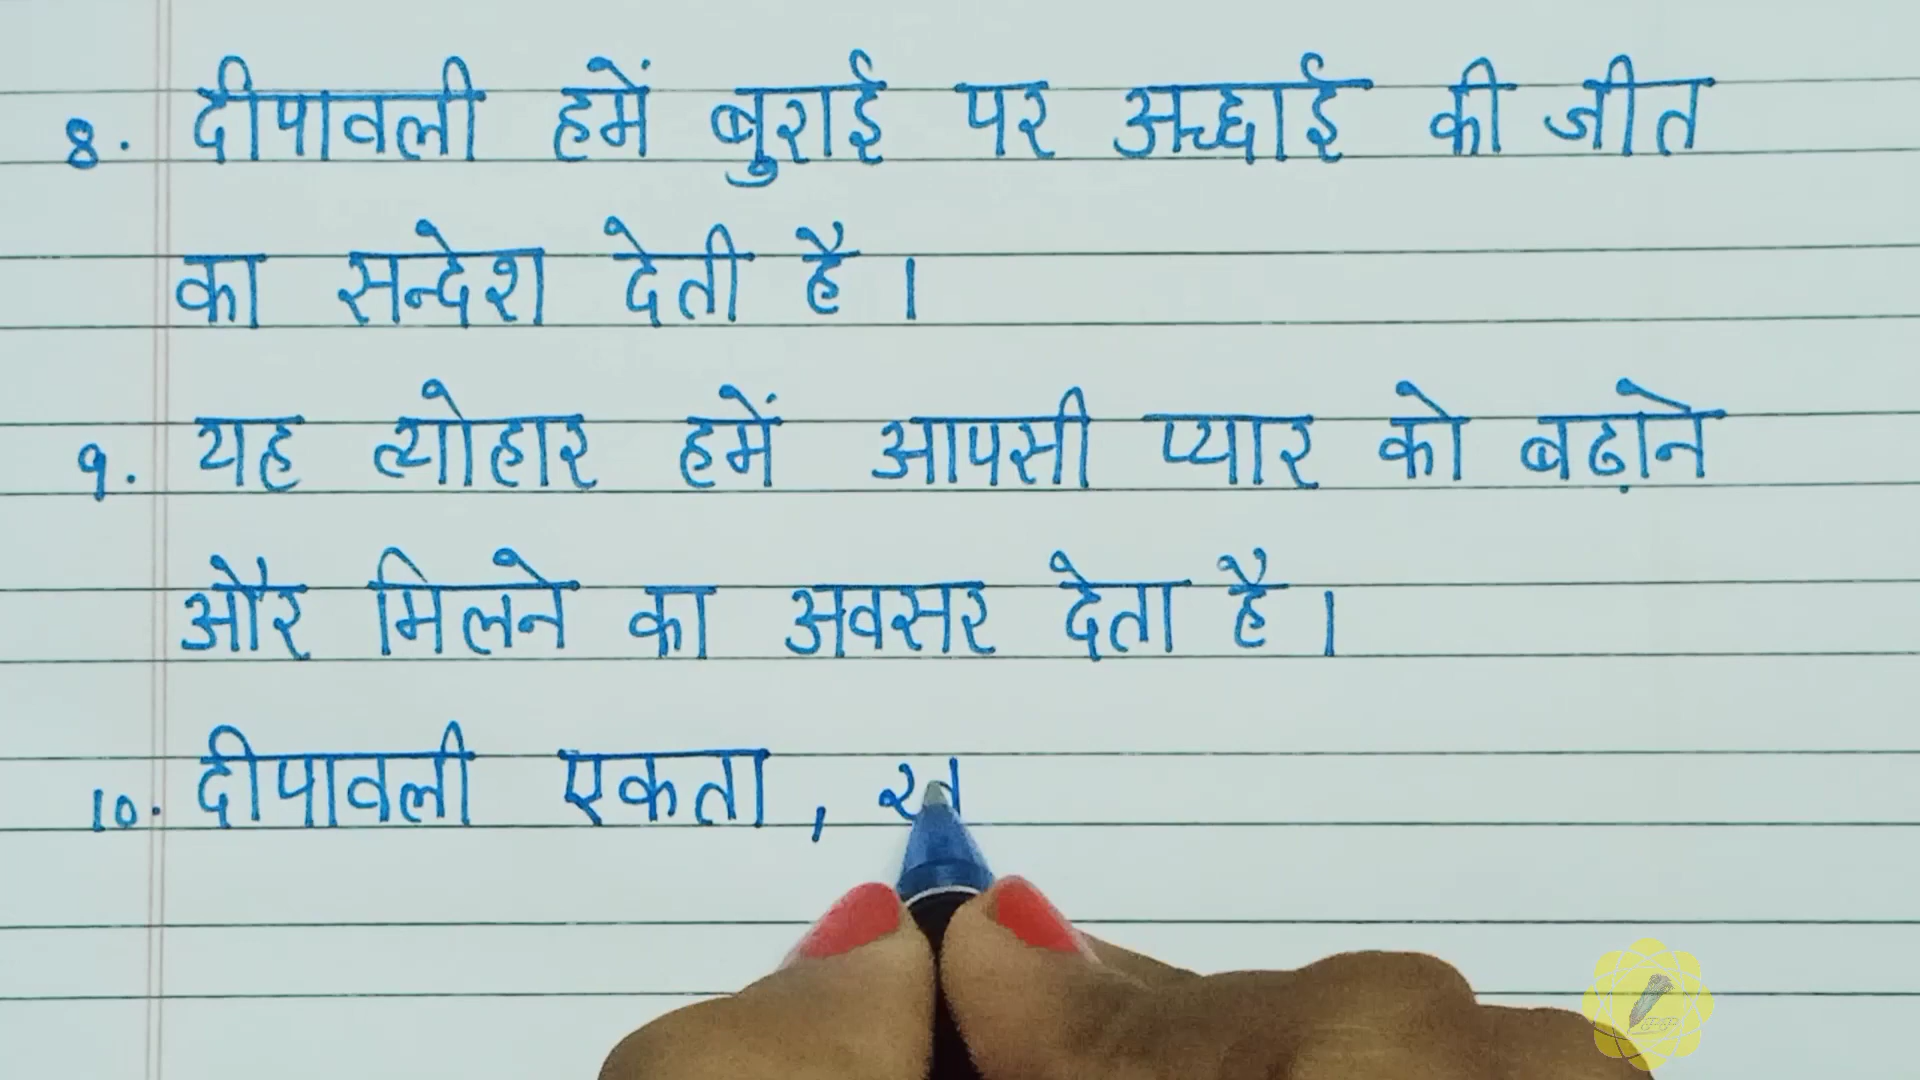 8. दीपावली हमें बुराई पर अच्छाई की जीत
का सन्देश देती है।
9. यह त्योहार हमें आपसी प्यार को बढ़ाने
और मिलने का अवसर देता है।
10. दीपावली एकता,